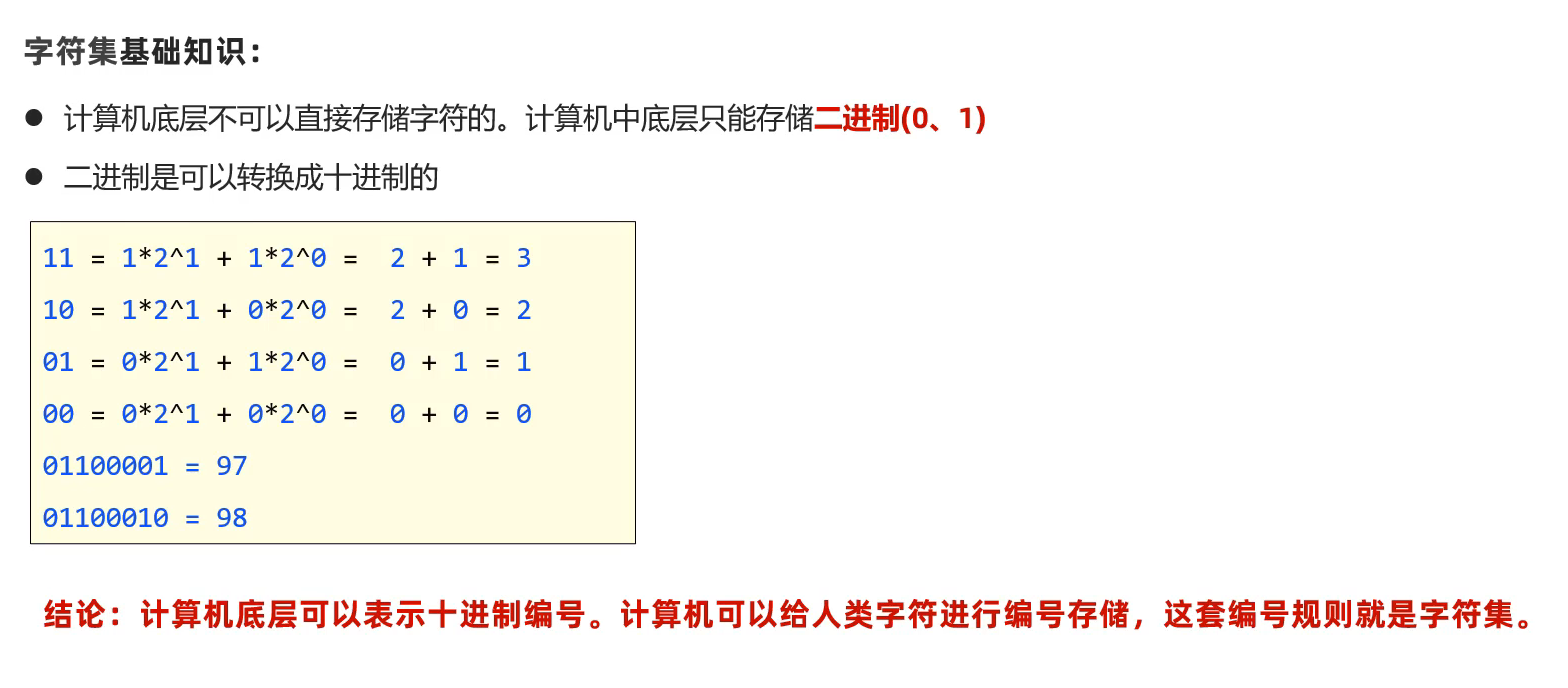 字符集基础知识：
● 计算机底层不可以直接存储字符的。计算机中底层只能存储二进制(0、1)
● 二进制是可以转换成十进制的
11 = 1*2^1 + 1*2^0 =  2 + 1 = 3
10 = 1*2^1 + 0*2^0 =  2 + 0 = 2
01 = 0*2^1 + 1*2^0 =  0 + 1 = 1
00 = 0*2^1 + 0*2^0 =  0 + 0 = 0
01100001 = 97
01100010 = 98
结论：计算机底层可以表示十进制编号。计算机可以给人类字符进行编号存储，这套编号规则就是字符集。